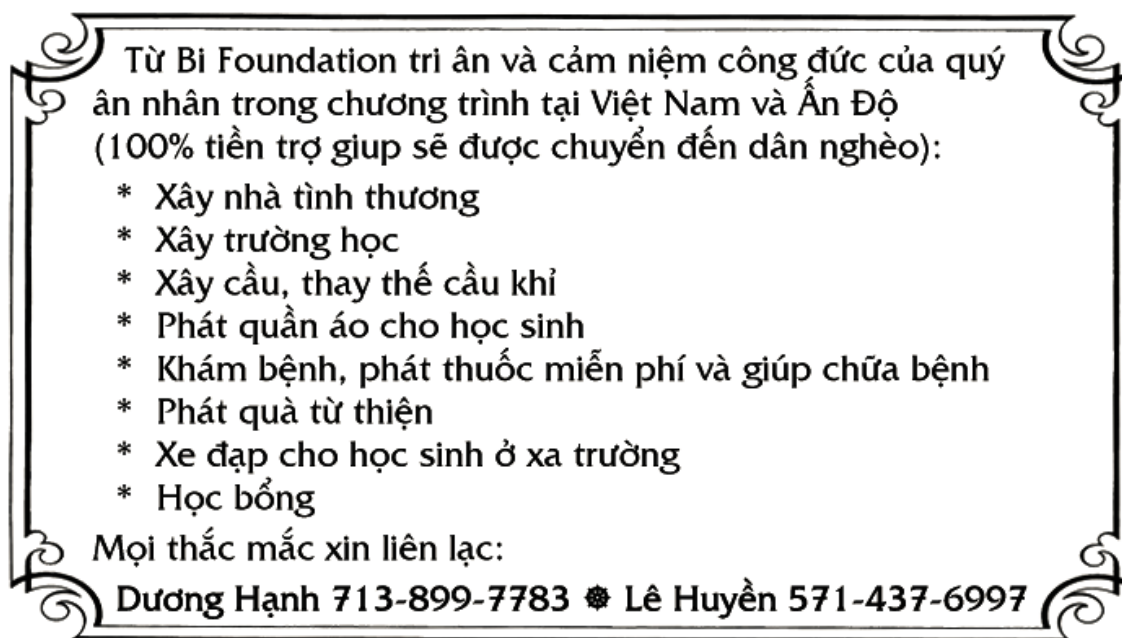 Từ Bi Foundation tri ân và cảm niệm công đức của quý
ân nhân trong chương trình tại Việt Nam và Ấn Độ
(100% tiền trợ giup sẽ được chuyển đến dân nghèo):
* Xây nhà tình thương
* Xây trường học
* Xây cầu, thay thế cầu khỉ
* Phát quần áo cho học sinh
* Khám bệnh, phát thuốc miễn phí và giúp chữa bệnh
* Phát quà từ thiện
* Xe đạp cho học sinh ở xa trường
* Học bổng
Mọi thắc mắc xin liên lạc:
Dương Hạnh 713-899-7783 ☸ Lê Huyền 571-437-6997